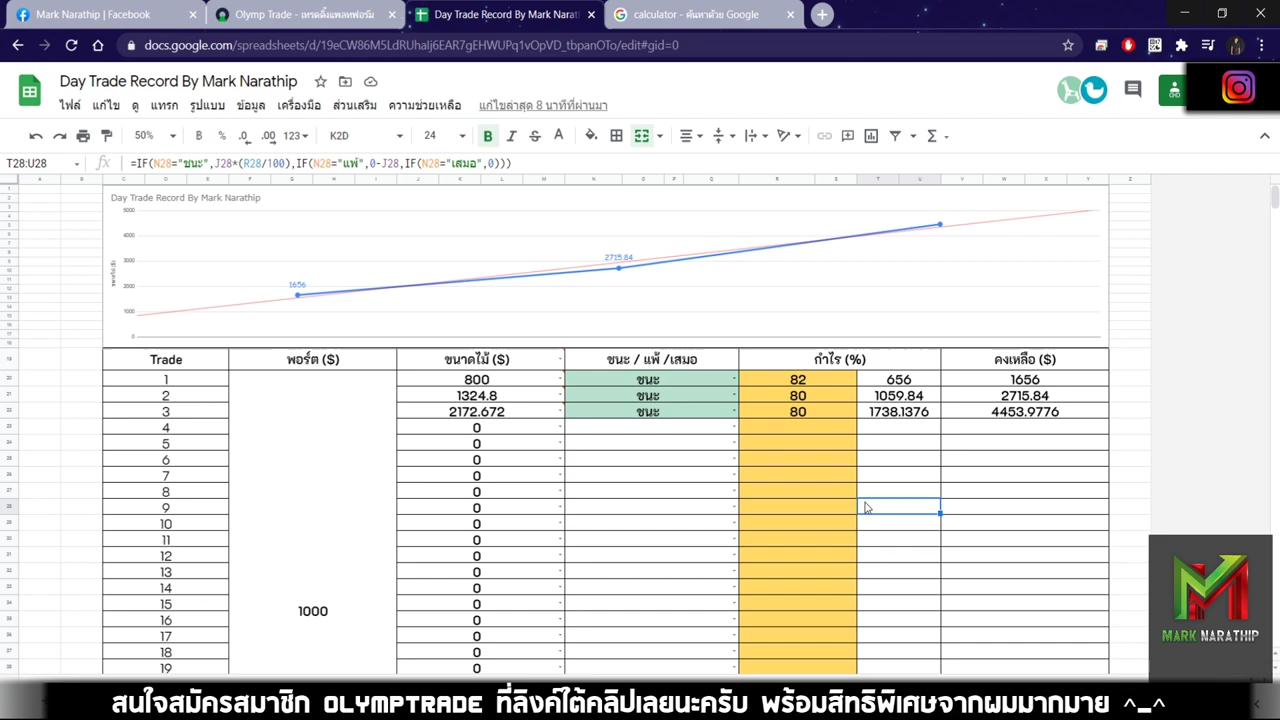 Mark Narathip | Facebook
Olymp Trade - เทรดดิ้งแพลตฟอร์ม
Day Trade Record By Mark Narat
calculator - ค้นหาด้วย Google
docs.google.com/spreadsheets/d/19eCW86M5LdRUhaIj6EAR7gEHWUPq1vOpVD_tbpanOTo/edit#gid=0
Day Trade Record By Mark Narathip
ไฟล์ แก้ไข ดู แทรก รูปแบบ ข้อมูล เครื่องมือ ส่วนเสริม ความช่วยเหลือ แก้ไขล่าสุด 8 นาทีที่ผ่านมา
50% ฿ % .0 .00 123 K2D 24 B I S A
T28:U28 fx =IF(N28="ชนะ",J28*(R28/100),IF(N28="แพ้",0-J28,IF(N28="เสมอ",0)))
Day Trade Record By Mark Narathip
5000
4000
3000
2000
1000
0
1656
2715.84
Trade พอร์ต ($) ขนาดไม้ ($) ชนะ / แพ้ /เสมอ กำไร (%) คงเหลือ ($)
1 800 ชนะ 82 656 1656
2 1324.8 ชนะ 80 1059.84 2715.84
3 2172.672 ชนะ 80 1738.1376 4453.9776
4 0
5 0
6 0
7 0
8 0
9 0
10 0
11 0
12 0
13 0
14 0
15 0
1000
16 0
17 0
18 0
19 0
MARK NARATHIP
สนใจสมัครสมาชิก OLYMPTRADE ที่ลิงค์ใต้คลิปเลยนะครับ พร้อมสิทธิพิเศษจากผมมากมาย ^_^